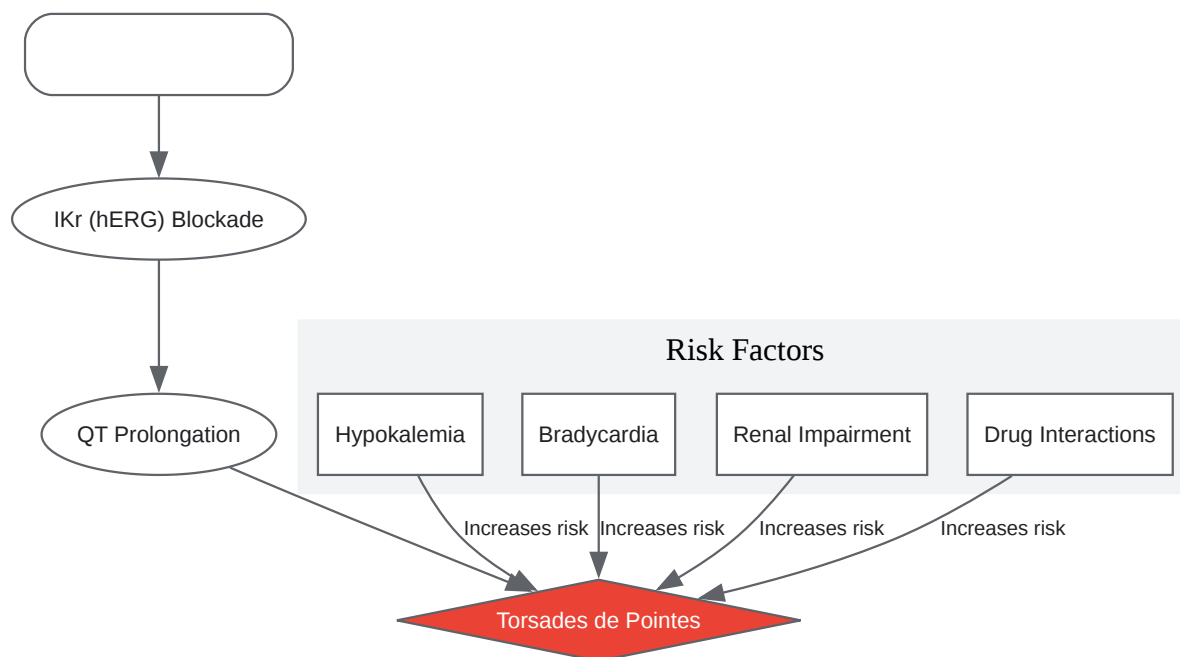 IKr (hERG) Blockade
Risk Factors
QT Prolongation
Hypokalemia
Bradycardia
Renal Impairment
Drug Interactions
Increases risk
Increases risk
Increases risk
Increases risk
Torsades de Pointes